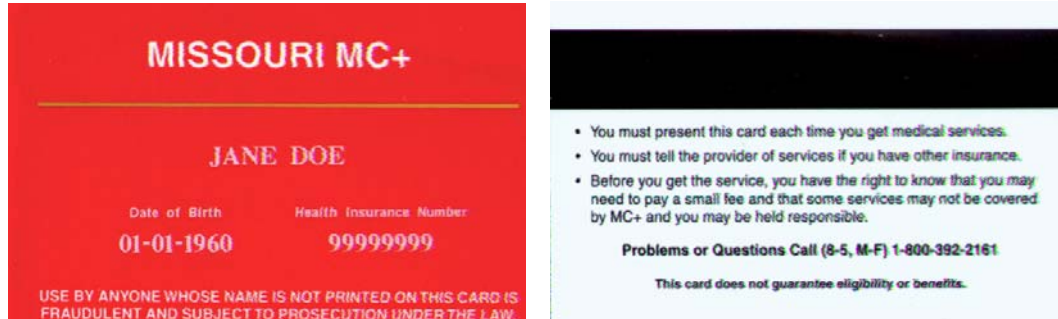 MISSOURI MC+
JANE DOE
Date of Birth Health Insurance Number
01-01-1960 99999999
USE BY ANYONE WHOSE NAME IS NOT PRINTED ON THIS CARD IS
FRAUDULENT AND SUBJECT TO PROSECUTION UNDER THE LAW
• You must present this card each time you get medical services.
• You must tell the provider of services if you have other insurance.
• Before you get the service, you have the right to know that you may
need to pay a small fee and that some services may not be covered
by MC+ and you may be held responsible.
Problems or Questions Call (8-5, M-F) 1-800-392-2161
This card does not guarantee eligibility or benefits.